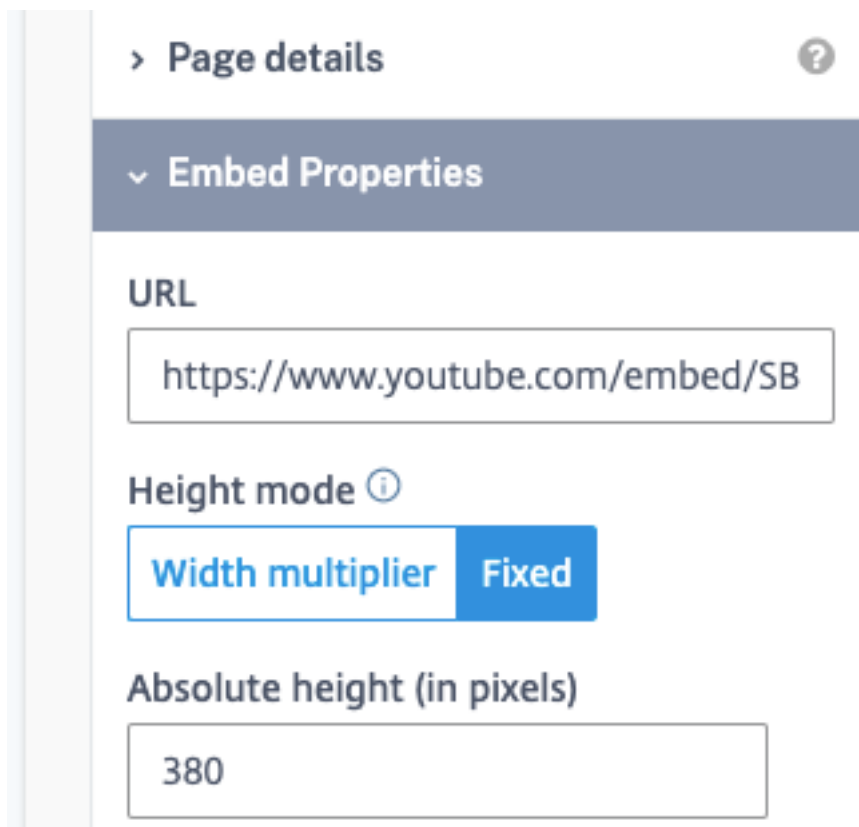 Page details
Embed Properties
URL
https://www.youtube.com/embed/SB
Height mode
Width multiplier Fixed
Absolute height (in pixels)
380